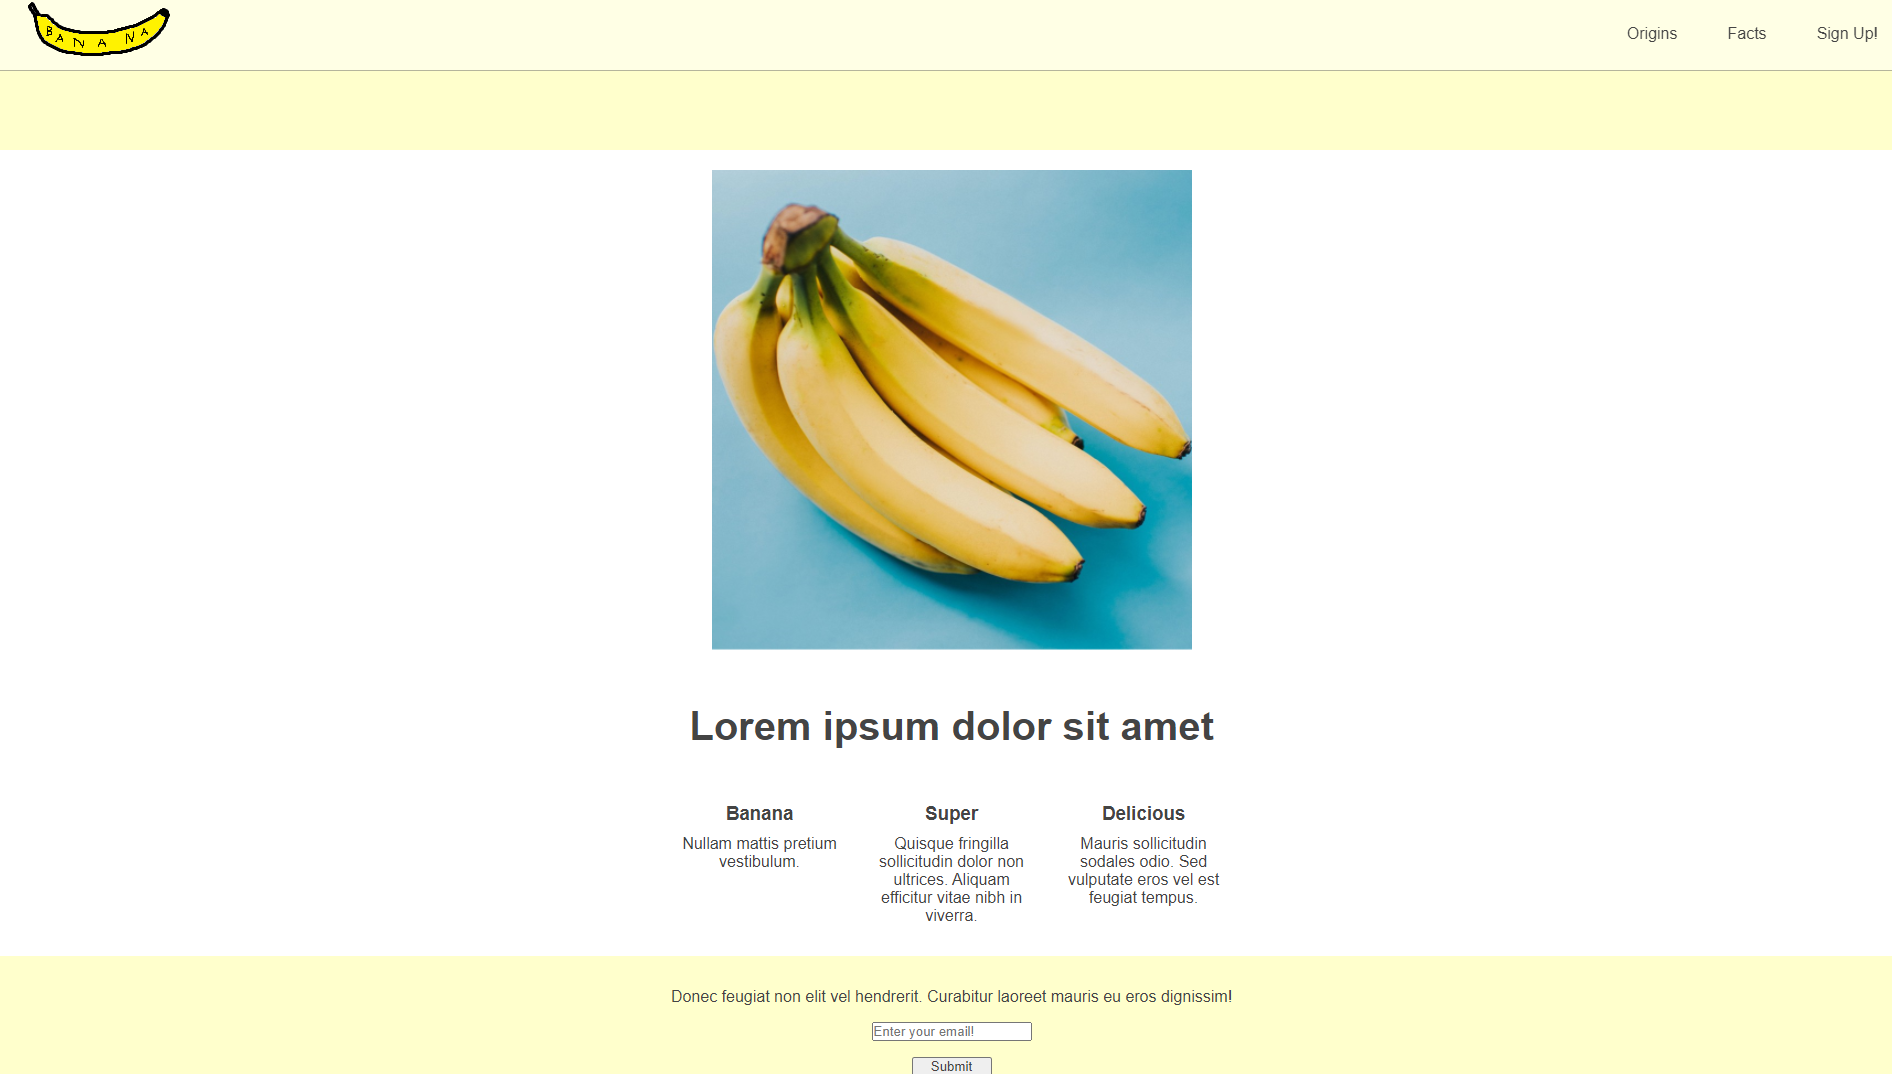 BANANA
Origins Facts Sign Up!
Lorem ipsum dolor sit amet
Banana
Nullam mattis pretium
vestibulum.
Super
Quisque fringilla
sollicitudin dolor non
ultrices. Aliquam
efficitur vitae nibh in
viverra.
Delicious
Mauris sollicitudin
sodales odio. Sed
vulputate eros vel est
feugiat tempus.
Donec feugiat non elit vel hendrerit. Curabitur laoreet mauris eu eros dignissim!
Enter your email!
Submit